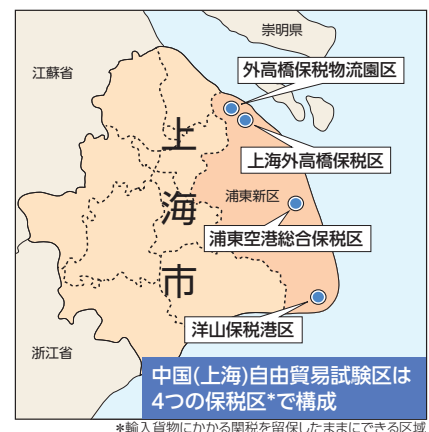 崇明県
江蘇省
外高橋保税物流園区
上海外高橋保税区
上海市
浦東新区
浦東空港総合保税区
洋山保税港区
浙江省
中国(上海)自由貿易試験区は
4つの保税区*で構成
*輸入貨物にかかる関税を留保したままにできる区域